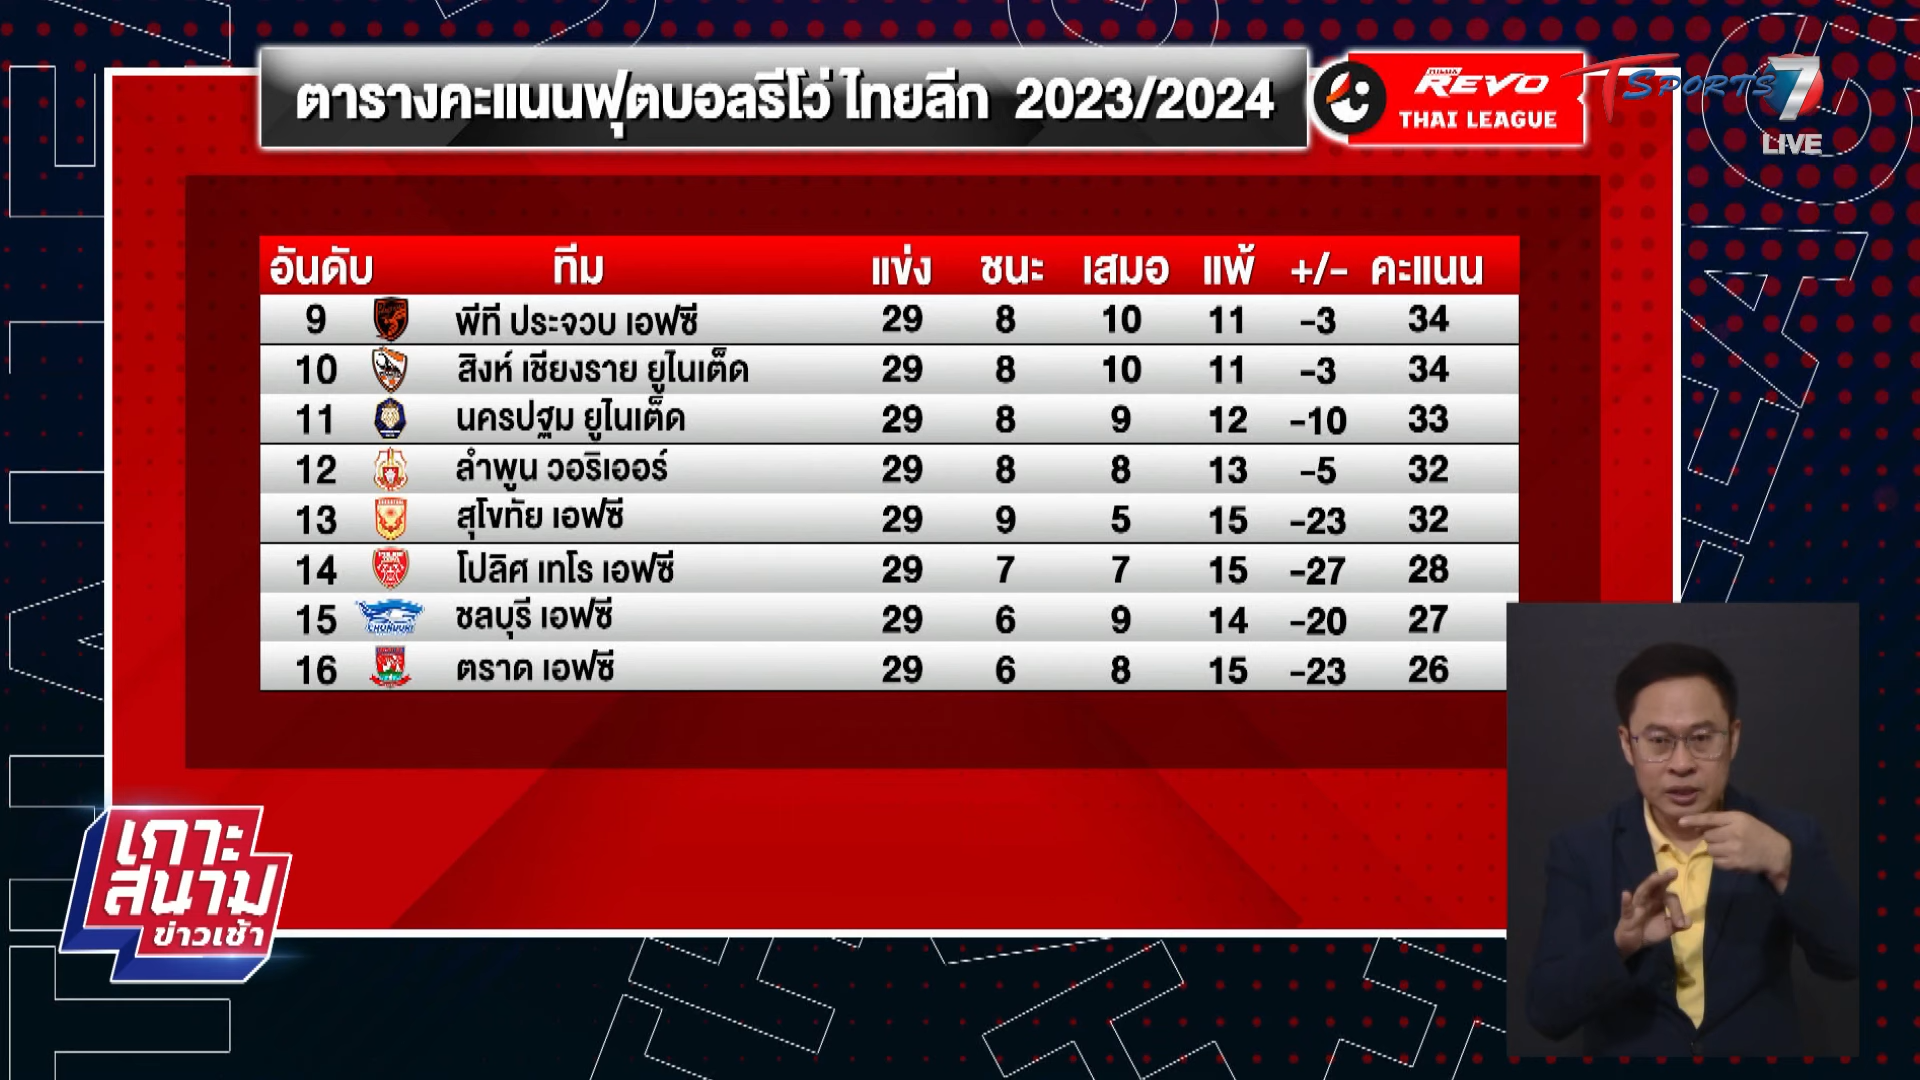 ตารางคะแนนฟุตบอลรีโว่ ไทยลีก 2023/2024
REVO
THAI LEAGUE
T SPORTS 7
LIVE
อันดับ ทีม แข่ง ชนะ เสมอ แพ้ +/- คะแนน
9 พีที ประจวบ เอฟซี 29 8 10 11 -3 34
10 สิงห์ เชียงราย ยูไนเต็ด 29 8 10 11 -3 34
11 นครปฐม ยูไนเต็ด 29 8 9 12 -10 33
12 ลำพูน วอริเออร์ 29 8 8 13 -5 32
13 สุโขทัย เอฟซี 29 9 5 15 -23 32
14 โปลิศ เทโร เอฟซี 29 7 7 15 -27 28
15 ชลบุรี เอฟซี 29 6 9 14 -20 27
16 ตราด เอฟซี 29 6 8 15 -23 26
เกาะ
สนาม
ข่าวเช้า